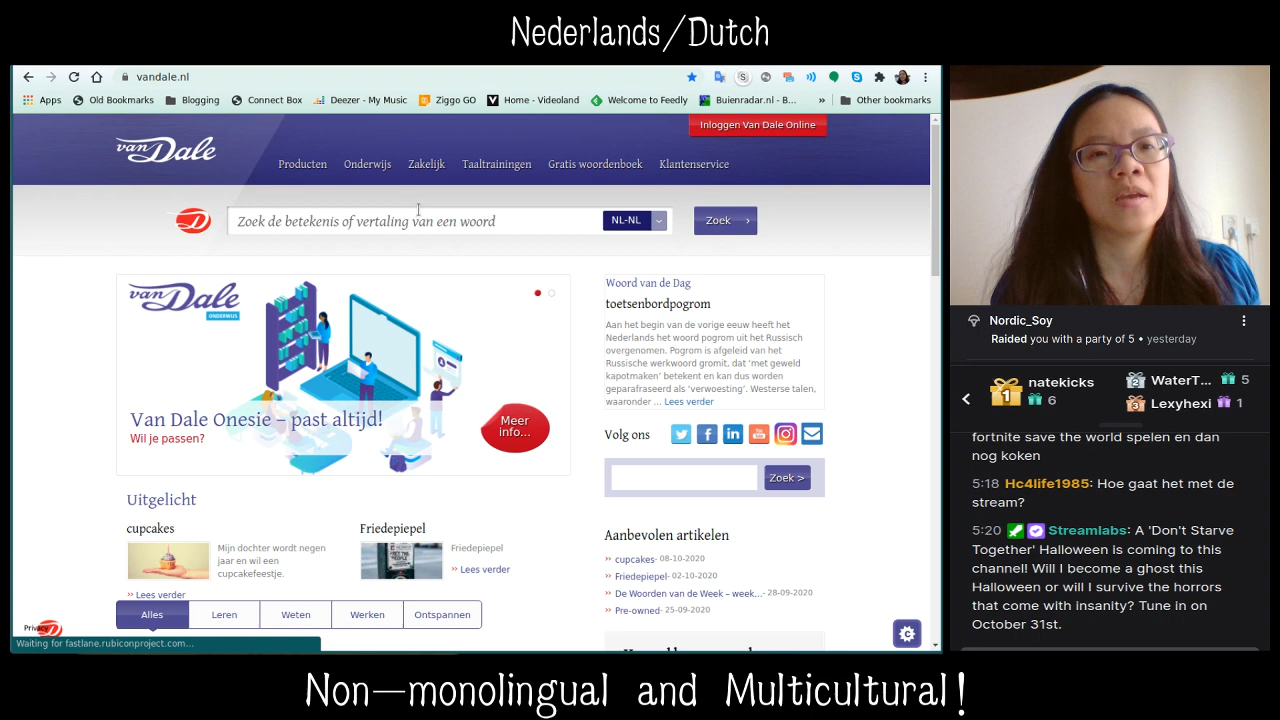 Nederlands/Dutch
vandale.nl
Apps
Old Bookmarks
Blogging
Connect Box
Deezer - My Music
Ziggo GO
Home - Videoland
Welcome to Feedly
Buienradar.nl - B...
»
Other bookmarks
Inloggen Van Dale Online
van Dale
Producten
Onderwijs
Zakelijk
Taaltrainingen
Gratis woordenboek
Klantenservice
Zoek de betekenis of vertaling van een woord
NL-NL
Zoek ›
van Dale
ONDERWIJS
Van Dale Onesie – past altijd!
Wil je passen?
Meer
info...
Woord van de Dag
toetsenbordpogrom
Aan het begin van de vorige eeuw heeft het
Nederlands het woord pogrom uit het Russisch
overgenomen. Pogrom is afgeleid van het
Russische werkwoord gromit, dat ‘met geweld
kapotmaken’ betekent en kan dus worden
geparafraseerd als ‘verwoesting’. Westerse talen,
waaronder ... Lees verder
Volg ons
Zoek >
Uitgelicht
cupcakes
Mijn dochter wordt negen
jaar en wil een
cupcakefeestje.
Lees verder
Friedepiepel
Friedepiepel
Lees verder
Aanbevolen artikelen
cupcakes- 08-10-2020
Friedepiepel- 02-10-2020
De Woorden van de Week – week...- 28-09-2020
Pre-owned- 25-09-2020
Alles
Leren
Weten
Werken
Ontspannen
Privacy
Waiting for fastlane.rubiconproject.com...
Nordic_Soy
Raided you with a party of 5 • yesterday
1
natekicks
6
2
WaterT...
5
3
Lexyhexi
1
fortnite save the world spelen en dan
nog koken
5:18 Hc4life1985: Hoe gaat het met de
stream?
5:20 Streamlabs: A 'Don't Starve
Together' Halloween is coming to this
channel! Will I become a ghost this
Halloween or will I survive the horrors
that come with insanity? Tune in on
October 31st.
Non-monolingual and Multicultural!